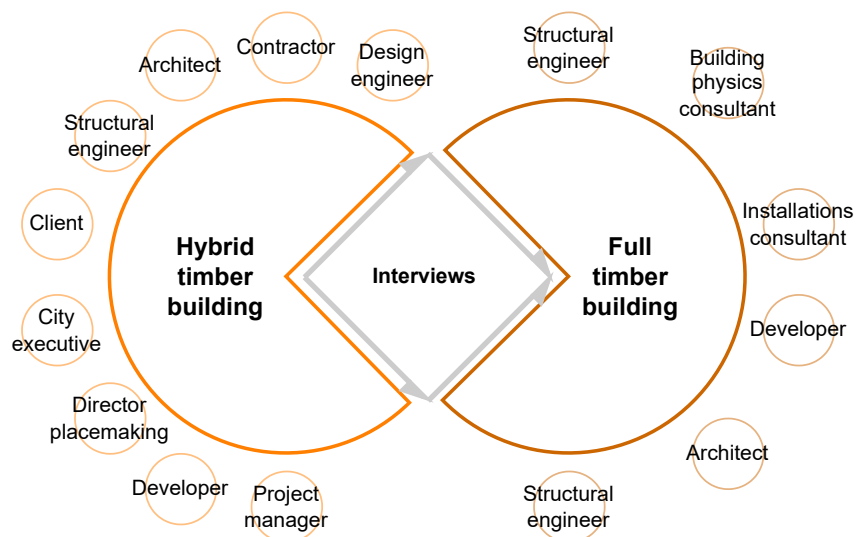 Contractor
Design
engineer
Architect
Structural
engineer
Client
City
executive
Director
placemaking
Developer
Project
manager
Hybrid
timber
building
Interviews
Full
timber
building
Structural
engineer
Building
physics
consultant
Installations
consultant
Developer
Architect
Structural
engineer